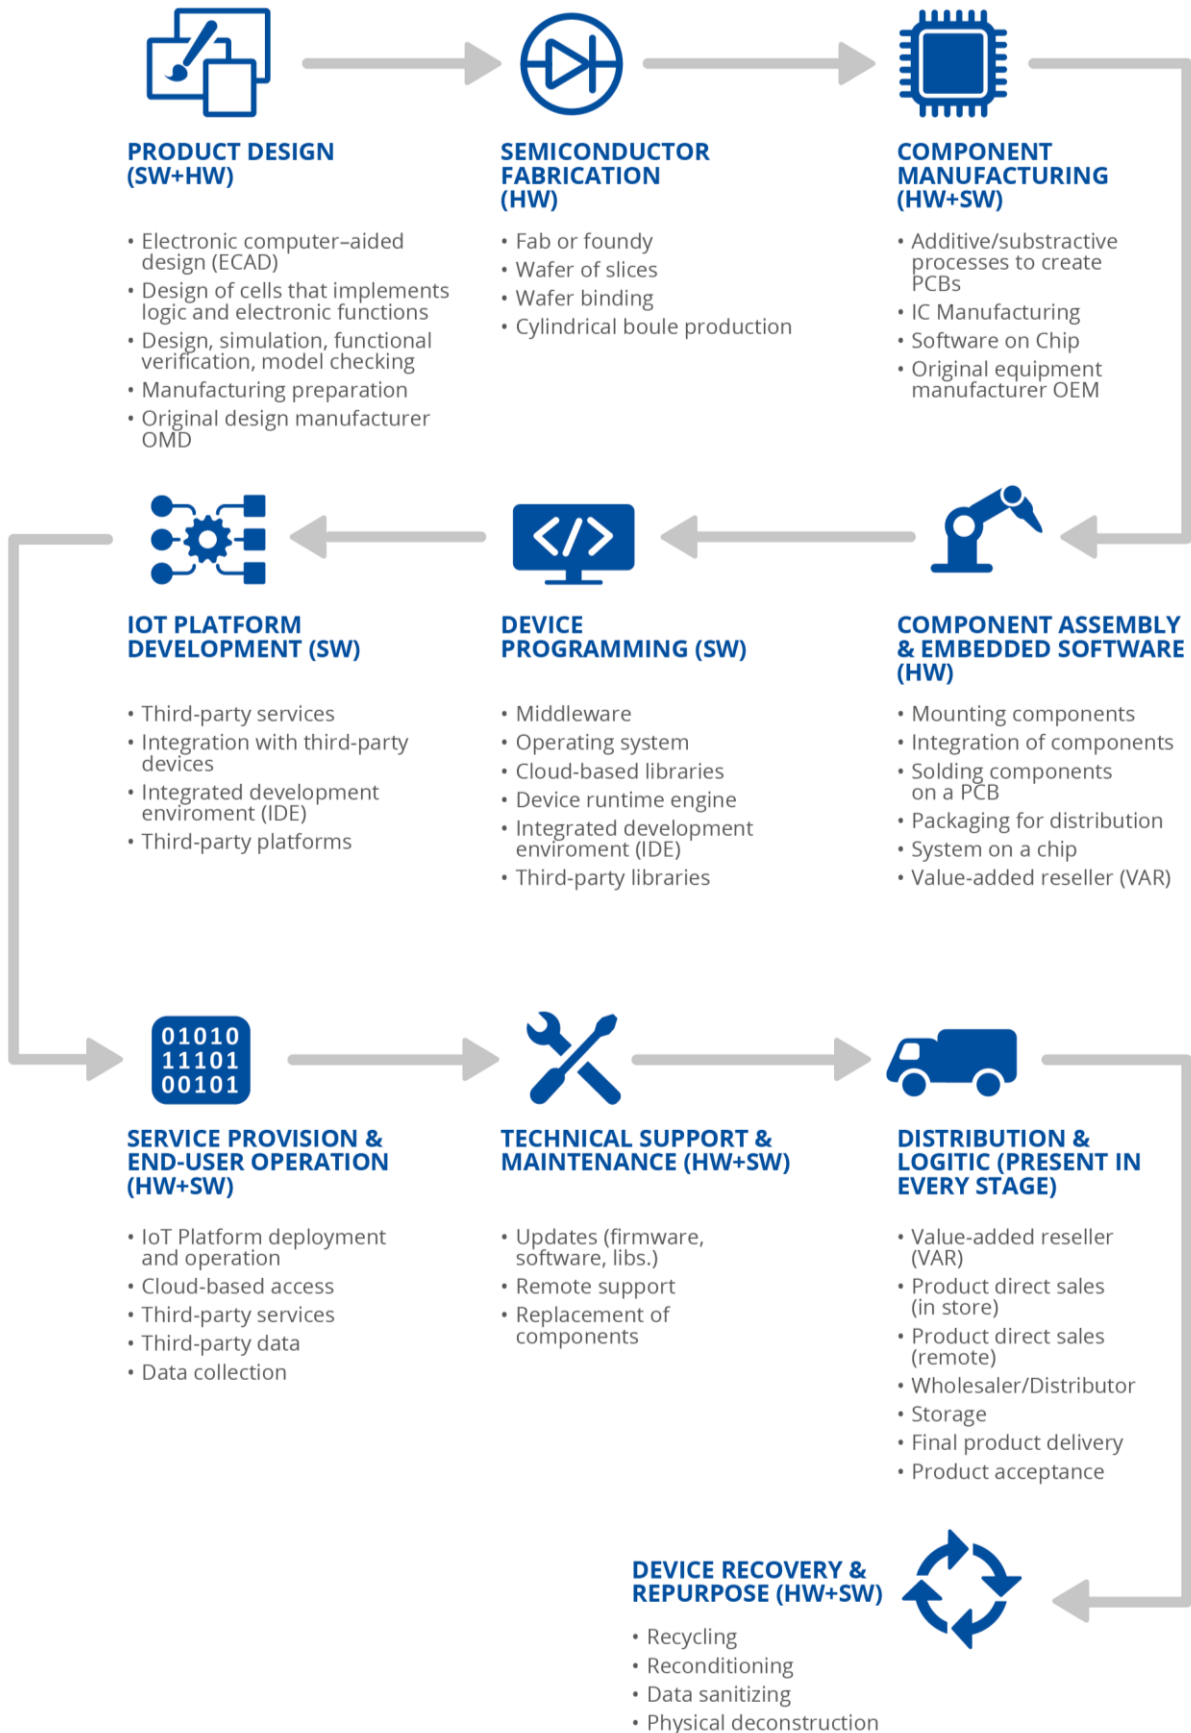 PRODUCT DESIGN
(SW+HW)
• Electronic computer–aided
design (ECAD)
• Design of cells that implements
logic and electronic functions
• Design, simulation, functional
verification, model checking
• Manufacturing preparation
• Original design manufacturer
OMD
SEMICONDUCTOR
FABRICATION
(HW)
• Fab or foundy
• Wafer of slices
• Wafer binding
• Cylindrical boule production
COMPONENT
MANUFACTURING
(HW+SW)
• Additive/substractive
processes to create
PCBs
• IC Manufacturing
• Software on Chip
• Original equipment
manufacturer OEM
COMPONENT ASSEMBLY
& EMBEDDED SOFTWARE
(HW)
• Mounting components
• Integration of components
• Solding components
on a PCB
• Packaging for distribution
• System on a chip
• Value-added reseller (VAR)
</>
DEVICE
PROGRAMMING (SW)
• Middleware
• Operating system
• Cloud-based libraries
• Device runtime engine
• Integrated development
enviroment (IDE)
• Third-party libraries
IOT PLATFORM
DEVELOPMENT (SW)
• Third-party services
• Integration with third-party
devices
• Integrated development
enviroment (IDE)
• Third-party platforms
01010
11101
00101
SERVICE PROVISION &
END-USER OPERATION
(HW+SW)
• IoT Platform deployment
and operation
• Cloud-based access
• Third-party services
• Third-party data
• Data collection
TECHNICAL SUPPORT &
MAINTENANCE (HW+SW)
• Updates (firmware,
software, libs.)
• Remote support
• Replacement of
components
DISTRIBUTION &
LOGITIC (PRESENT IN
EVERY STAGE)
• Value-added reseller
(VAR)
• Product direct sales
(in store)
• Product direct sales
(remote)
• Wholesaler/Distributor
• Storage
• Final product delivery
• Product acceptance
DEVICE RECOVERY &
REPURPOSE (HW+SW)
• Recycling
• Reconditioning
• Data sanitizing
• Physical deconstruction